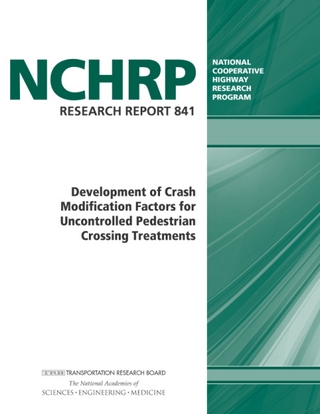 NCHRP
RESEARCH REPORT 841
NATIONAL
COOPERATIVE
HIGHWAY
RESEARCH
PROGRAM
Development of Crash
Modification Factors for
Uncontrolled Pedestrian
Crossing Treatments
TRB TRANSPORTATION RESEARCH BOARD
The National Academies of
SCIENCES • ENGINEERING • MEDICINE